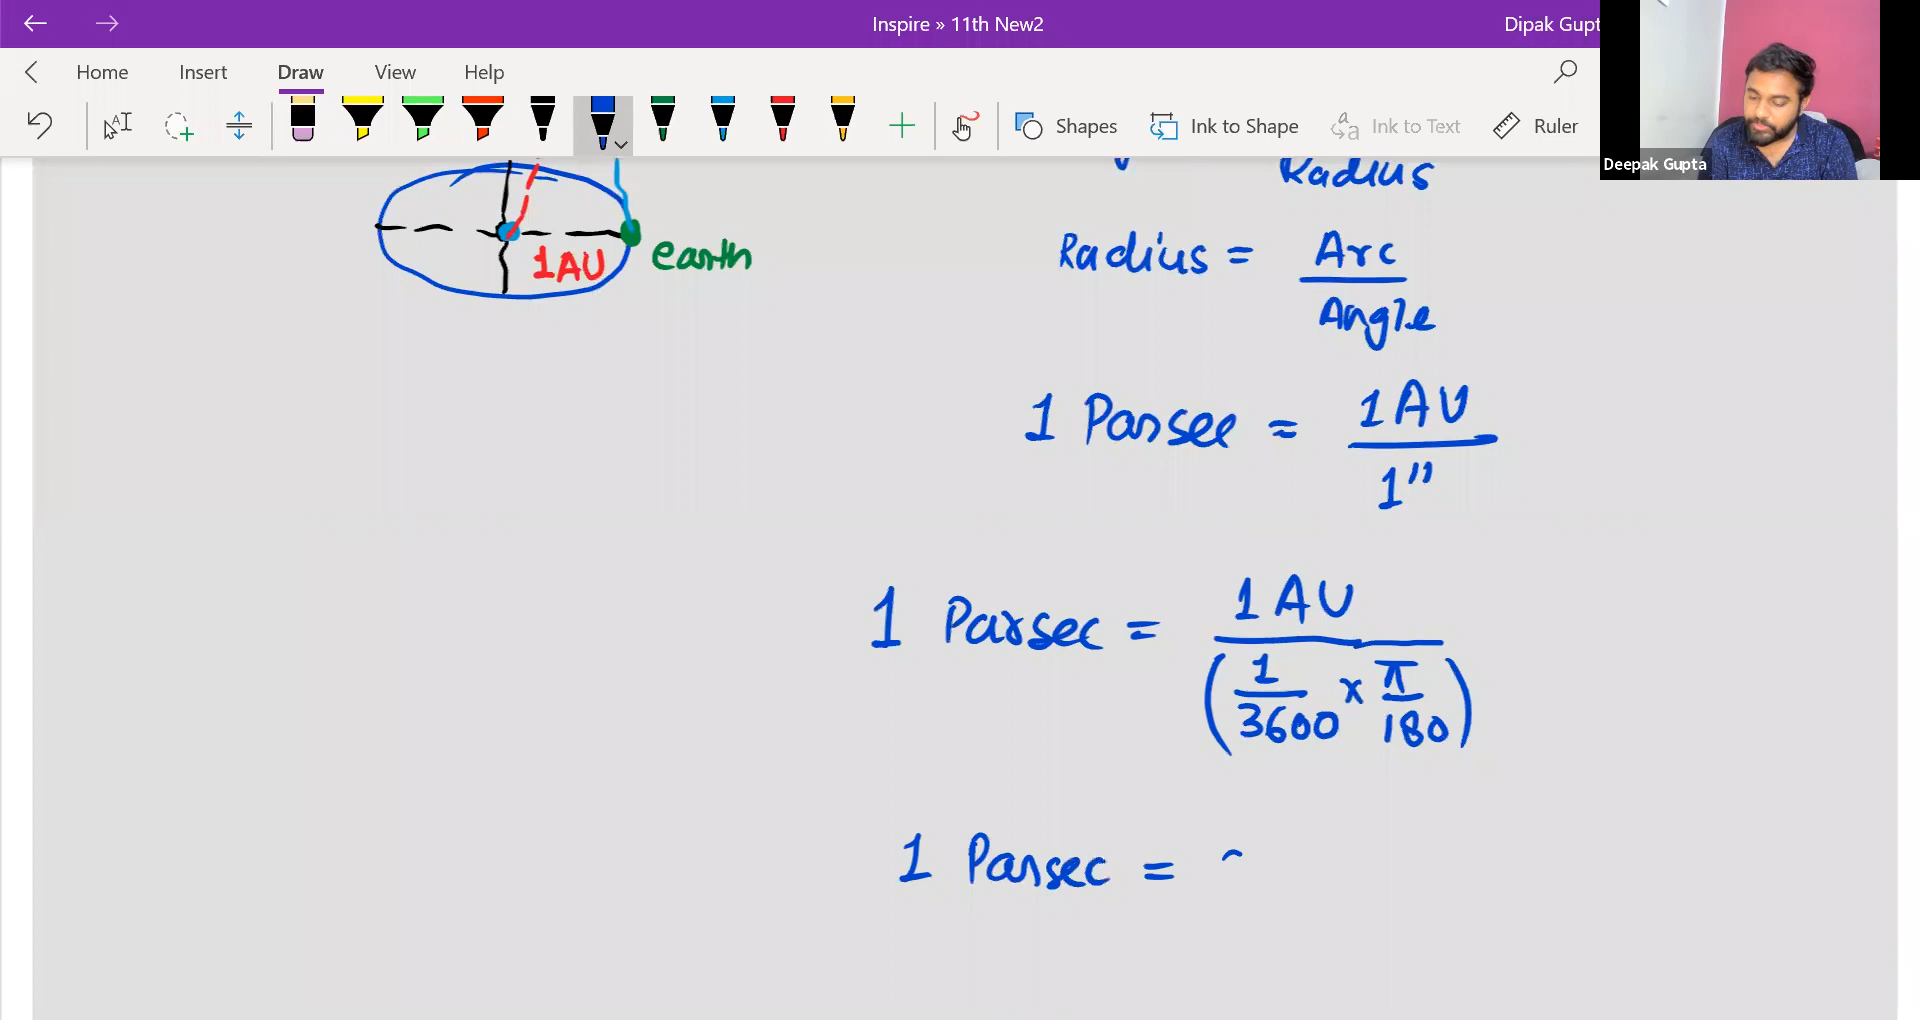 Inspire » 11th New2
Dipak Gupt
Home Insert Draw View Help
Shapes Ink to Shape Ink to Text Ruler
Deepak Gupta
Radius
1AU earth
Radius = Arc
Angle
1 Parsec = 1AU
1"
1 Parsec = 1AU
(1/3600 x π/180)
1 Parsec =